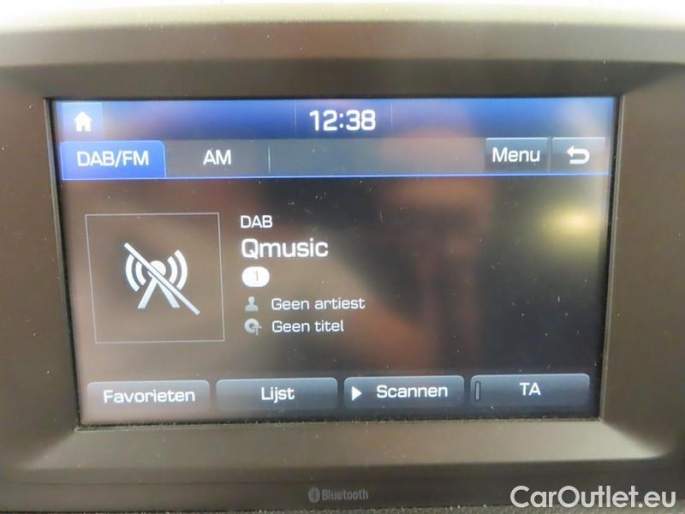 12:38
DAB/FM AM Menu
DAB
Qmusic
1
Geen artiest
Geen titel
Favorieten Lijst Scannen TA
Bluetooth
CarOutlet.eu